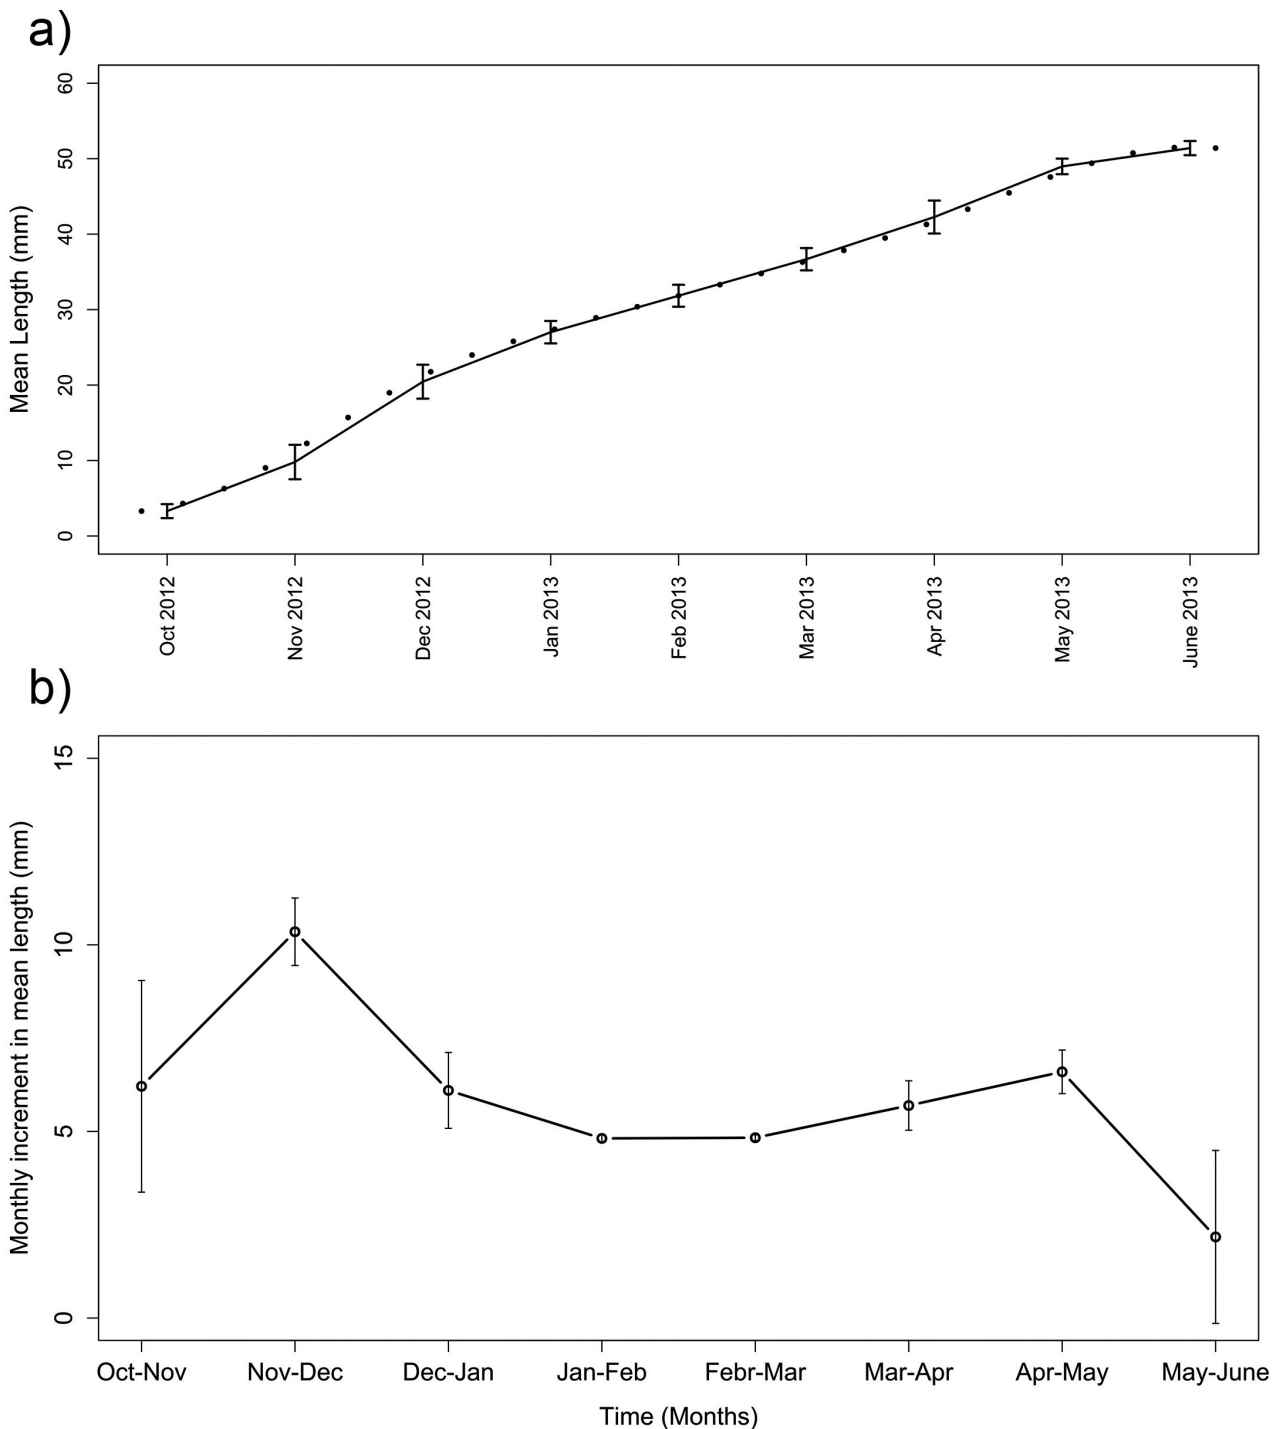 a)
Mean Length (mm)
60
50
40
30
20
10
0
Oct 2012
Nov 2012
Dec 2012
Jan 2013
Feb 2013
Mar 2013
Apr 2013
May 2013
June 2013
b)
Monthly increment in mean length (mm)
15
10
5
0
Oct-Nov
Nov-Dec
Dec-Jan
Jan-Feb
Febr-Mar
Mar-Apr
Apr-May
May-June
Time (Months)